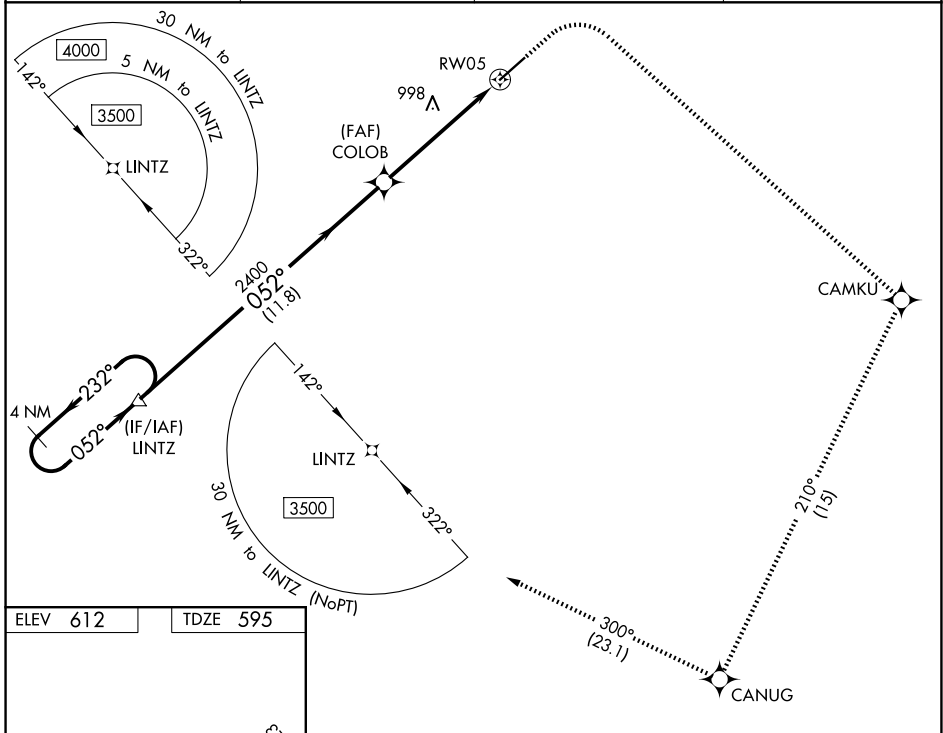 30 NM to LINTZ
4000
5 NM to LINTZ
142°
3500
LINTZ
322°
RW05
998
(FAF)
COLOB
2400
052°
(11.8)
CAMKU
232°
4 NM
052°
(IF/IAF)
LINTZ
142°
LINTZ
3500
322°
30 NM to LINTZ (NoPT)
210°
(15)
300°
(23.1)
CANUG
ELEV 612
TDZE 595